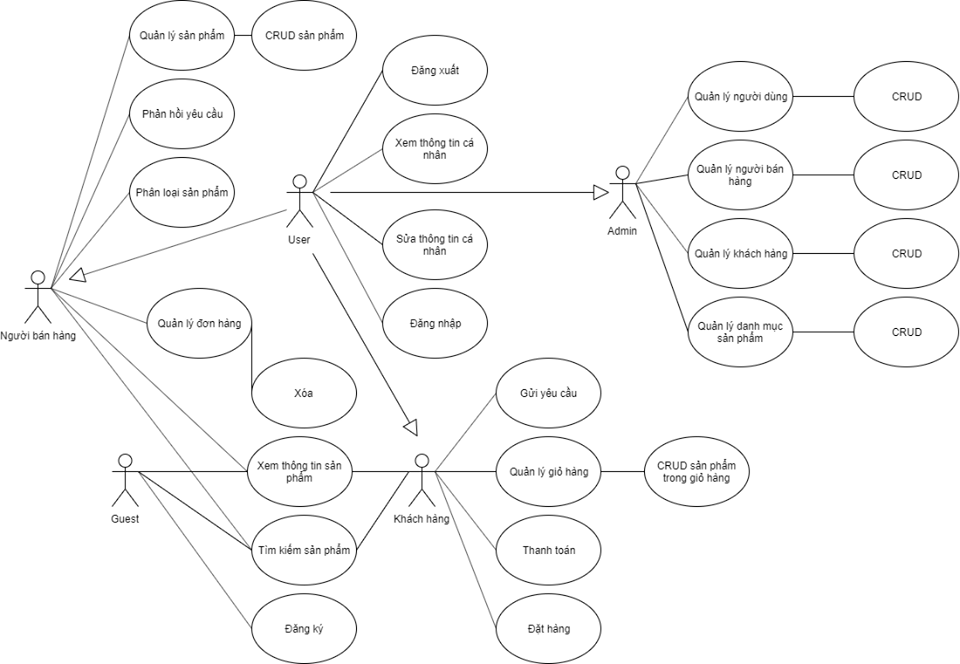 Quản lý sản phẩm
CRUD sản phẩm
Đăng xuất
Quản lý người dùng
CRUD
Phản hồi yêu cầu
Xem thông tin cá
nhân
Quản lý người bán
hàng
CRUD
Phân loại sản phẩm
User
Admin
Sửa thông tin cá
nhân
Quản lý khách hàng
CRUD
Người bán hàng
Quản lý đơn hàng
Đăng nhập
Quản lý danh mục
sản phẩm
CRUD
Xóa
Gửi yêu cầu
Xem thông tin sản
phẩm
Quản lý giỏ hàng
CRUD sản phẩm
trong giỏ hàng
Guest
Khách hàng
Tìm kiếm sản phẩm
Thanh toán
Đăng ký
Đặt hàng